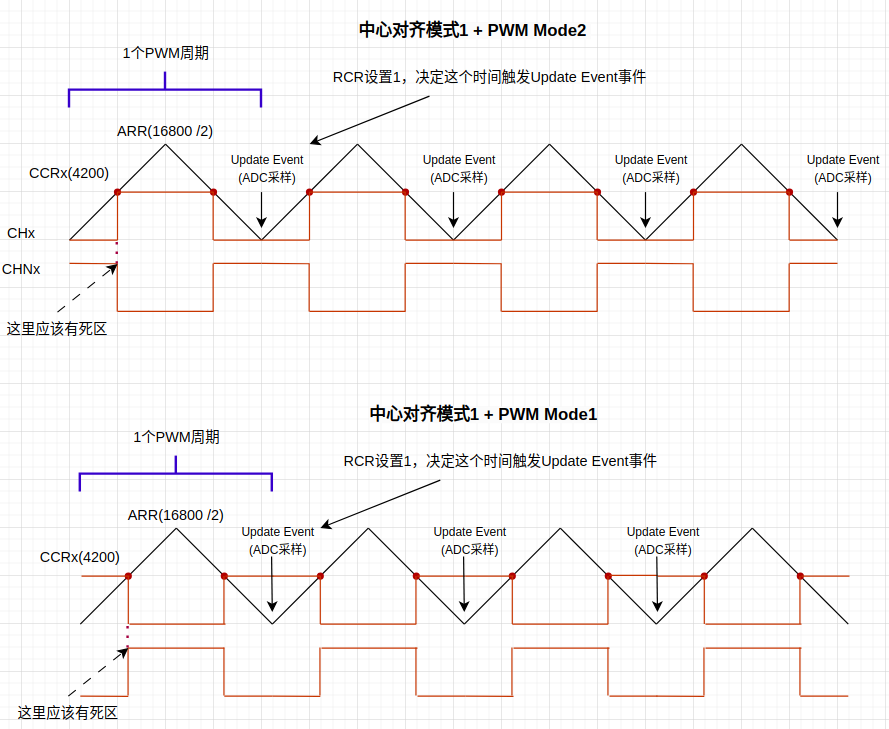 中心对齐模式1 + PWM Mode2
1个PWM周期
RCR设置1，决定这个时间触发Update Event事件
ARR(16800 /2)
Update Event
(ADC采样)
Update Event
(ADC采样)
Update Event
(ADC采样)
Update Event
(ADC采样)
CCRx(4200)
CHx
CHNx
这里应该有死区
中心对齐模式1 + PWM Mode1
1个PWM周期
RCR设置1，决定这个时间触发Update Event事件
ARR(16800 /2)
Update Event
(ADC采样)
Update Event
(ADC采样)
Update Event
(ADC采样)
CCRx(4200)
这里应该有死区